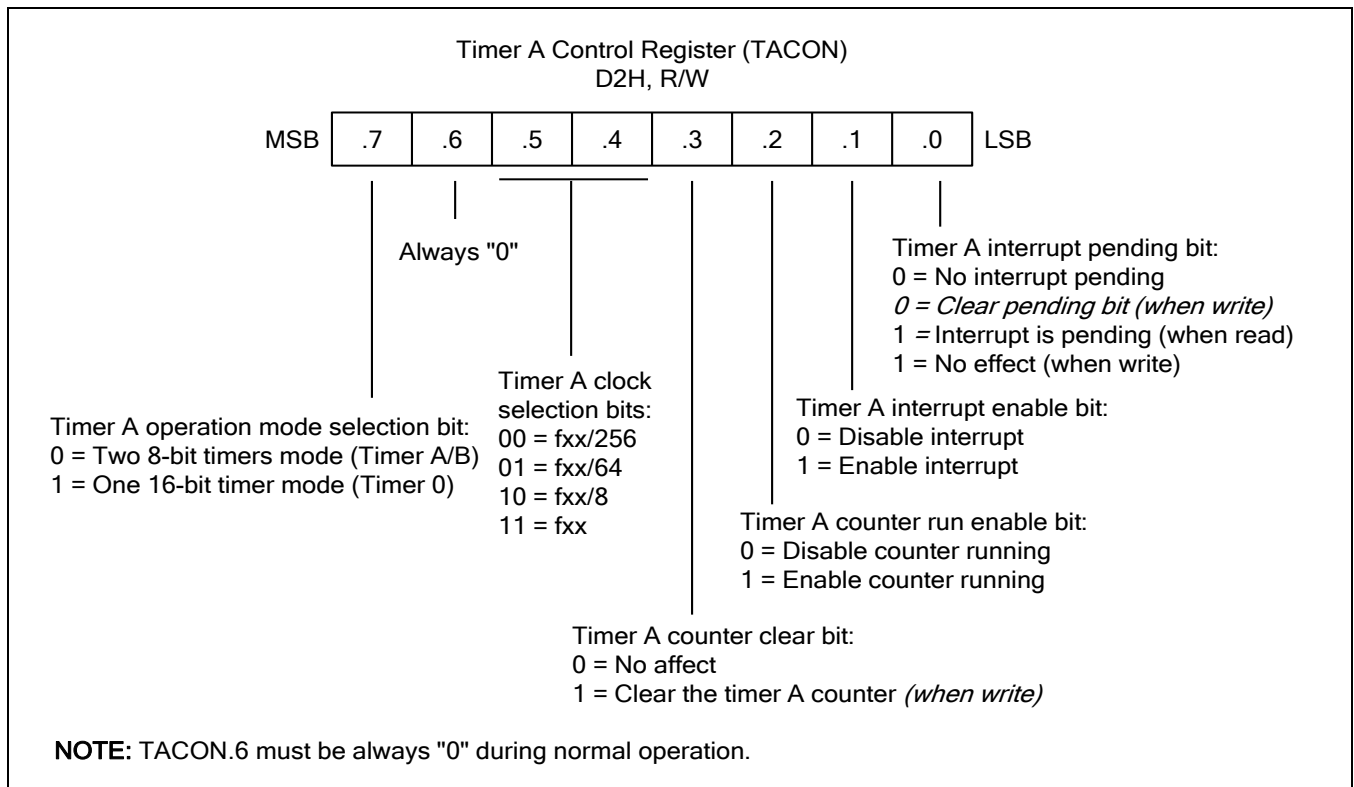 Timer A Control Register (TACON)
D2H, R/W
MSB .7 .6 .5 .4 .3 .2 .1 .0 LSB
Always "0"
Timer A interrupt pending bit:
0 = No interrupt pending
0 = Clear pending bit (when write)
1 = Interrupt is pending (when read)
1 = No effect (when write)
Timer A clock
selection bits:
00 = fxx/256
01 = fxx/64
10 = fxx/8
11 = fxx
Timer A operation mode selection bit:
0 = Two 8-bit timers mode (Timer A/B)
1 = One 16-bit timer mode (Timer 0)
Timer A interrupt enable bit:
0 = Disable interrupt
1 = Enable interrupt
Timer A counter run enable bit:
0 = Disable counter running
1 = Enable counter running
Timer A counter clear bit:
0 = No affect
1 = Clear the timer A counter (when write)
NOTE: TACON.6 must be always "0" during normal operation.